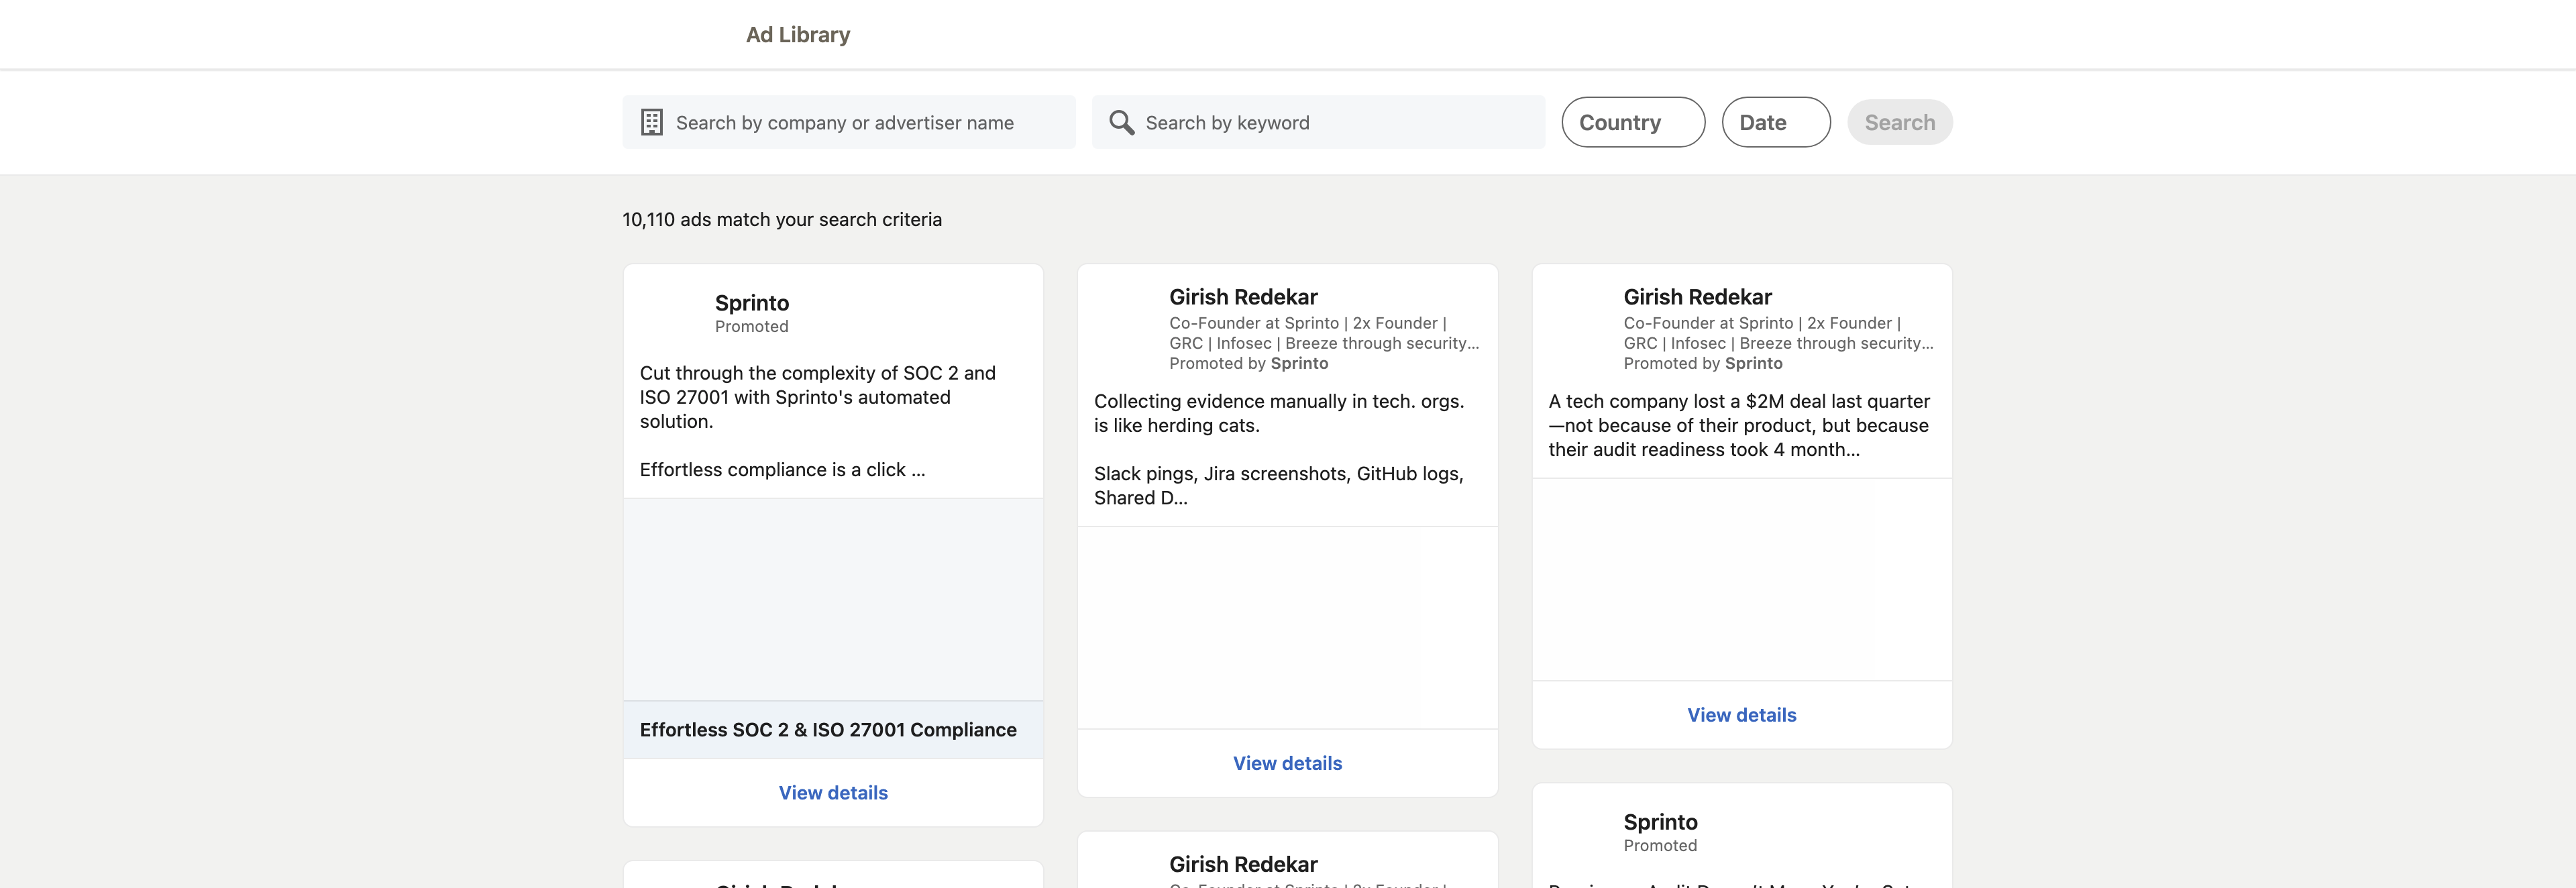 Ad Library
Search by company or advertiser name
Search by keyword
Country
Date
Search
10,110 ads match your search criteria
Sprinto
Promoted
Cut through the complexity of SOC 2 and
ISO 27001 with Sprinto's automated
solution.
Effortless compliance is a click ...
Effortless SOC 2 & ISO 27001 Compliance
View details
Girish Redekar
Co-Founder at Sprinto | 2x Founder |
GRC | Infosec | Breeze through security...
Promoted by Sprinto
Collecting evidence manually in tech. orgs.
is like herding cats.
Slack pings, Jira screenshots, GitHub logs,
Shared D...
View details
Girish Redekar
Co-Founder at Sprinto | 2x Founder |
GRC | Infosec | Breeze through security...
Promoted by Sprinto
A tech company lost a $2M deal last quarter
—not because of their product, but because
their audit readiness took 4 month...
View details
Girish Redekar
Sprinto
Promoted